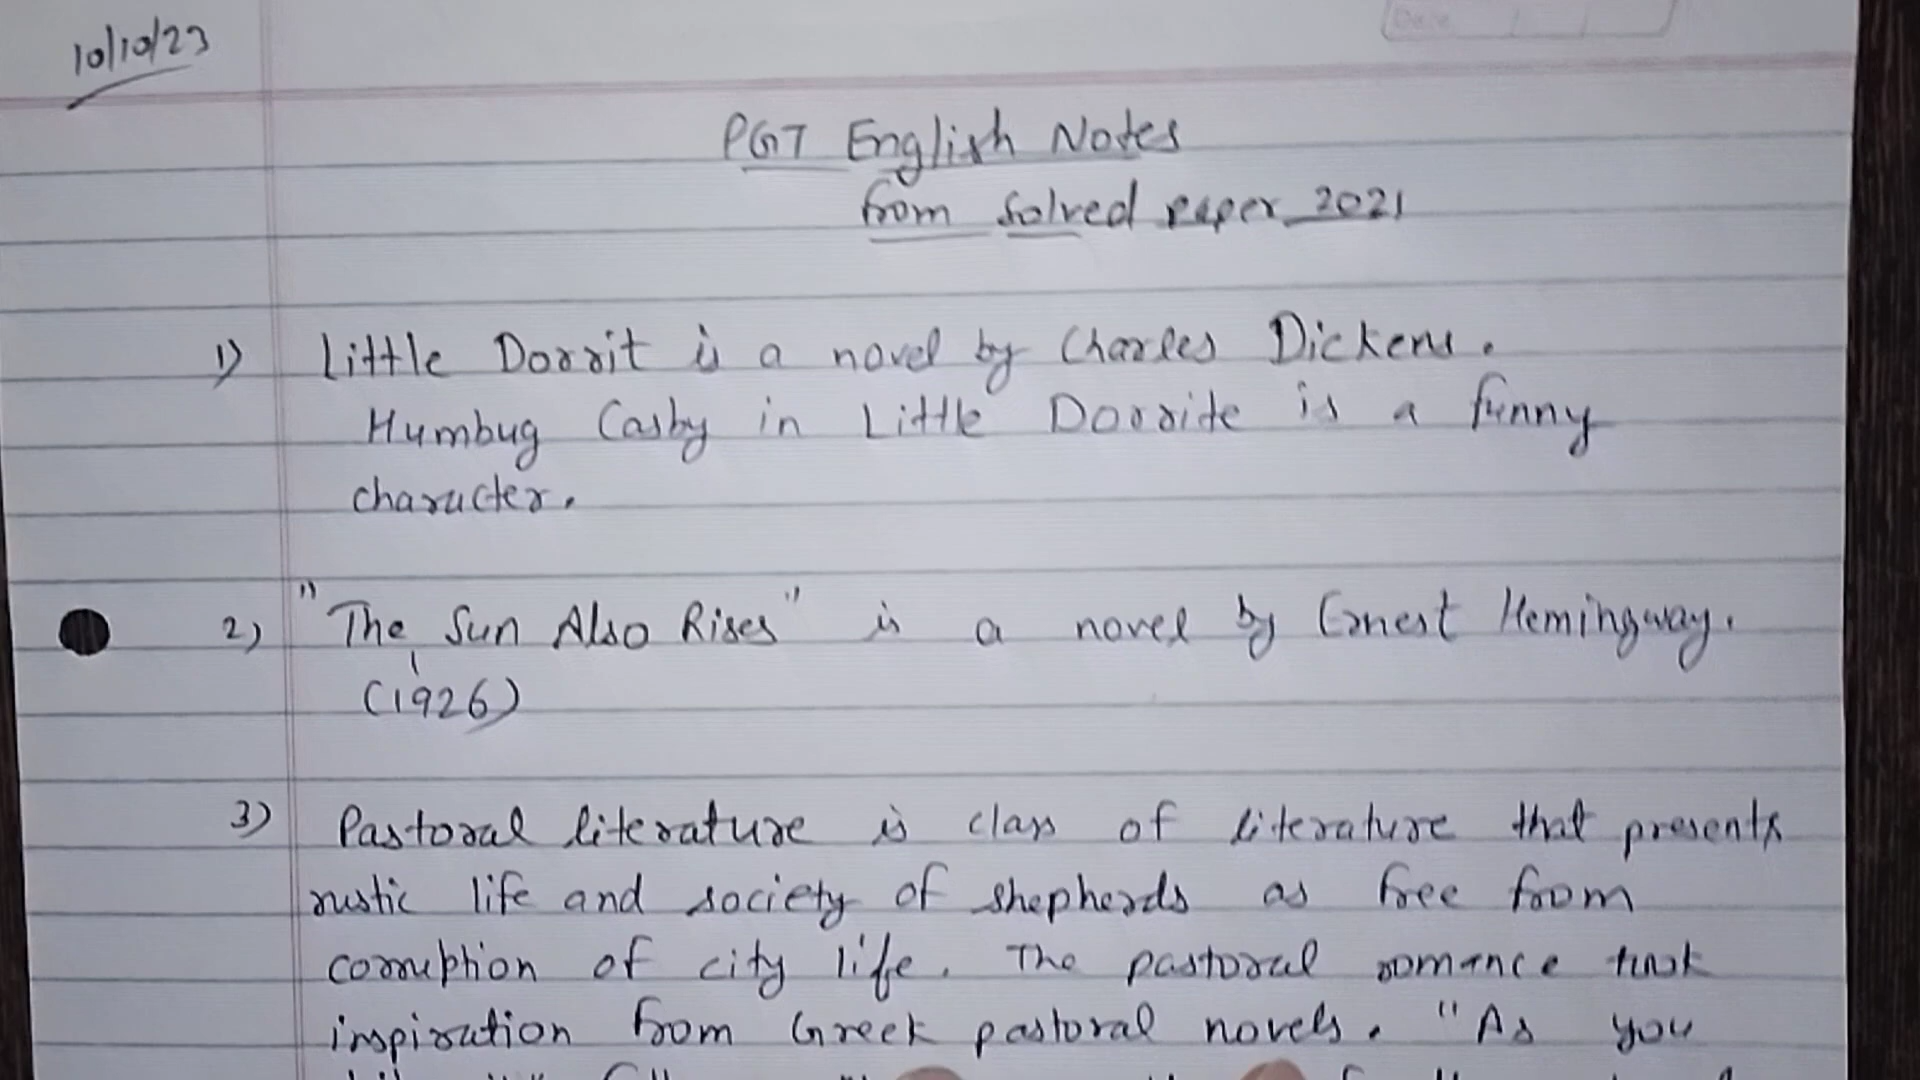 10/10/23
Date
PGT English Notes
from solved paper 2021
1) Little Dorrit is a novel by Charles Dickens.
Humbug Casby in Little Dorrite is a funny
character.
2) "The Sun Also Rises" is a novel by Ernest Hemingway.
(1926)
3) Pastoral literature is class of literature that presents
rustic life and society of shepherds as free from
corruption of city life. The pastoral romance
inspiration from Greek pastoral novels. "As you